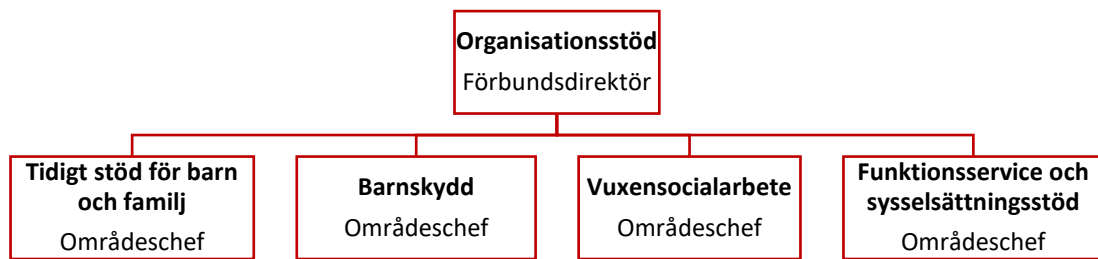 Organisationsstöd
Förbundsdirektör
Tidigt stöd för barn
och familj
Områdeschef
Barnskydd
Områdeschef
Vuxensocialarbete
Områdeschef
Funktionsservice och
sysselsättningsstöd
Områdeschef